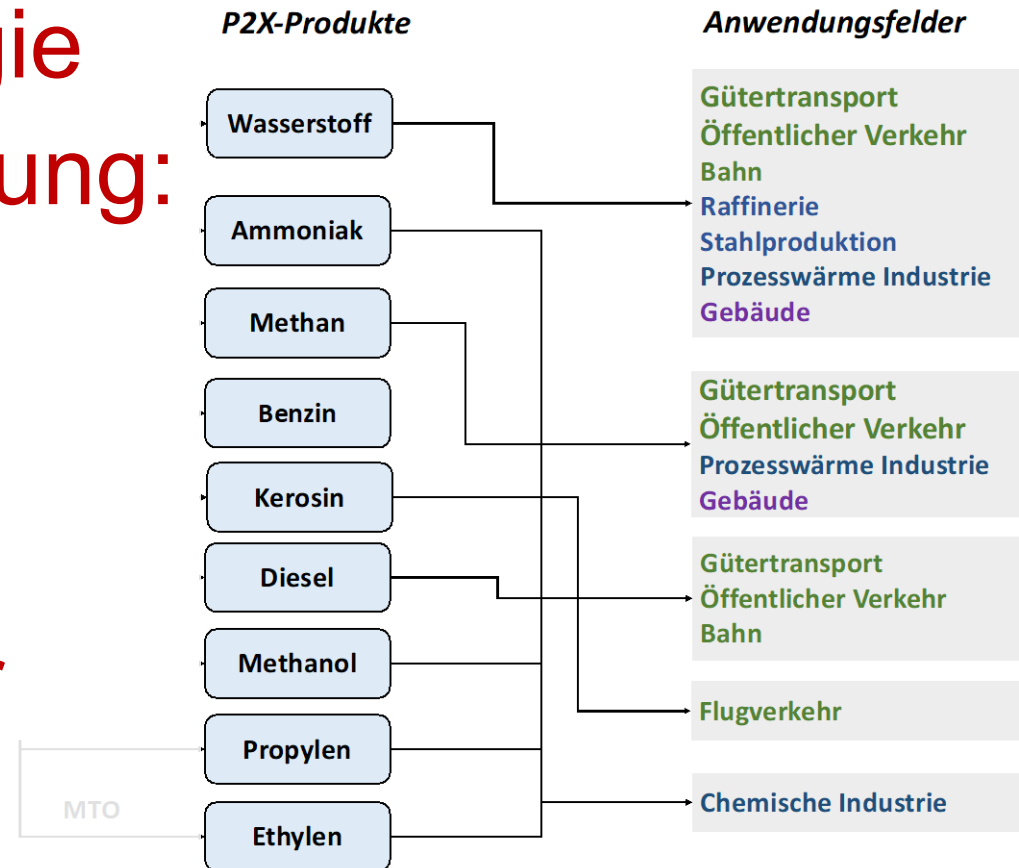 gie
ung:
P2X-Produkte
Wasserstoff
Ammoniak
Methan
Benzin
Kerosin
Diesel
Methanol
Propylen
Ethylen
MTO
Anwendungsfelder
Gütertransport
Öffentlicher Verkehr
Bahn
Raffinerie
Stahlproduktion
Prozesswärme Industrie
Gebäude
Gütertransport
Öffentlicher Verkehr
Prozesswärme Industrie
Gebäude
Gütertransport
Öffentlicher Verkehr
Bahn
Flugverkehr
Chemische Industrie